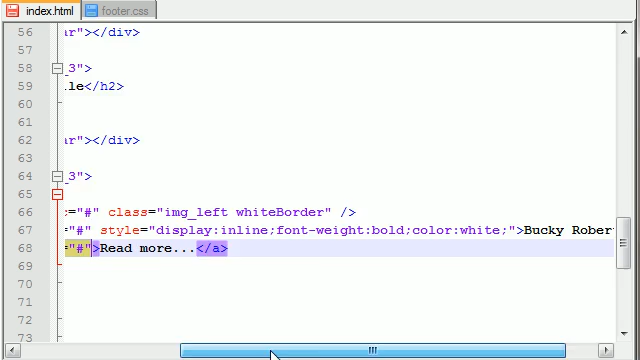 index.html footer.css
56 ar"></div>
57
58 _3">
59 le</h2>
60
61
62 ar"></div>
63
64 _3">
65
66 ="#" class="img_left whiteBorder" />
67 ="#" style="display:inline;font-weight:bold;color:white;">Bucky Rober
68 ="#">Read more...</a>
69
70
71
72
73